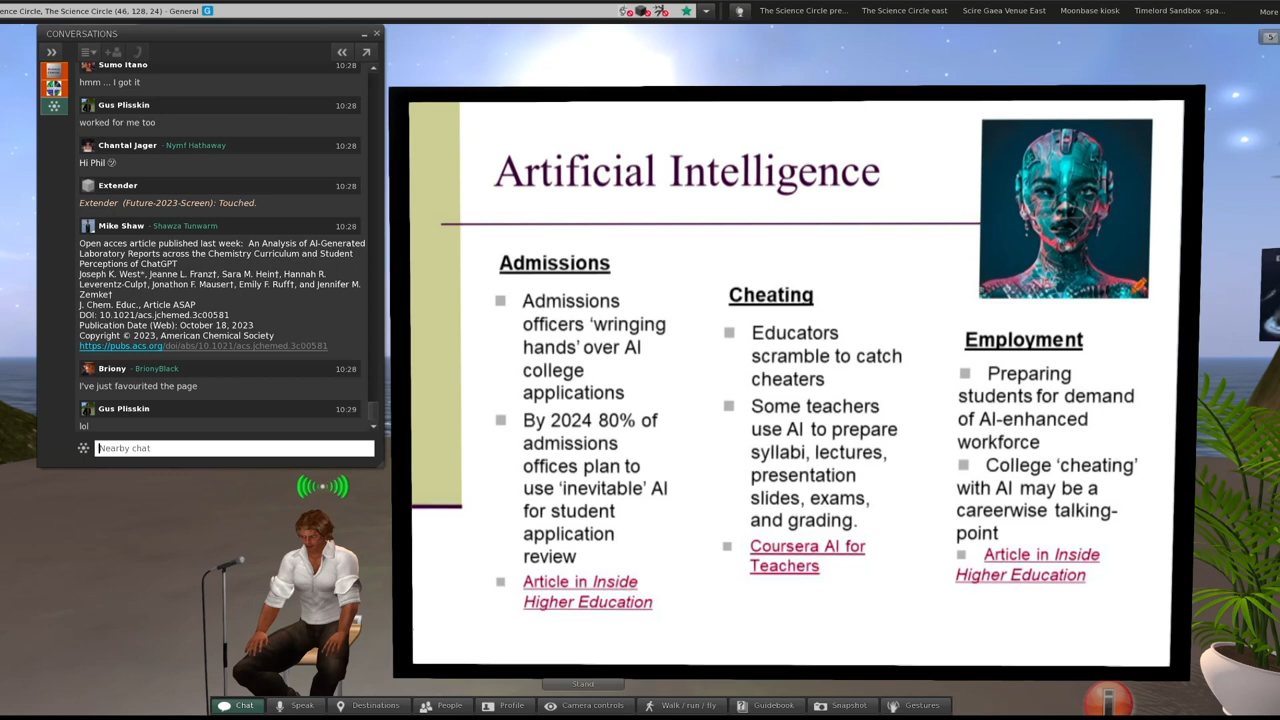 ence Circle, The Science Circle (46, 128, 24) - General
The Science Circle pre...
The Science Circle east
Scire Gaea Venue East
Moonbase kiosk
Timelord Sandbox -spa...
More
CONVERSATIONS
5
Sumo Itano 10:28
hmm ... I got it
Gus Plisskin 10:28
worked for me too
Chantal Jager - Nymf Hathaway 10:28
Hi Phil
Extender 10:28
Extender (Future-2023-Screen): Touched.
Mike Shaw - Shawza Tunwarm 10:28
Open acces article published last week: An Analysis of AI-Generated
Laboratory Reports across the Chemistry Curriculum and Student
Perceptions of ChatGPT
Joseph K. West*, Jeanne L. Franz†, Sara M. Hein†, Hannah R.
Leverentz-Culp†, Jonathon F. Mauser†, Emily F. Ruff†, and Jennifer M.
Zemke†
J. Chem. Educ., Article ASAP
DOI: 10.1021/acs.jchemed.3c00581
Publication Date (Web): October 18, 2023
Copyright © 2023, American Chemical Society
https://pubs.acs.org/doi/abs/10.1021/acs.jchemed.3c00581
Briony - BrionyBlack 10:28
I've just favourited the page
Gus Plisskin 10:29
lol
Nearby chat
Artificial Intelligence
Admissions
Admissions
officers ‘wringing
hands’ over AI
college
applications
By 2024 80% of
admissions
offices plan to
use ‘inevitable’ AI
for student
application
review
Article in Inside
Higher Education
Cheating
Educators
scramble to catch
cheaters
Some teachers
use AI to prepare
syllabi, lectures,
presentation
slides, exams,
and grading.
Coursera AI for
Teachers
Employment
Preparing
students for demand
of AI-enhanced
workforce
College ‘cheating’
with AI may be a
careerwise talking-
point
Article in Inside
Higher Education
Stand
Chat
Speak
Destinations
People
Profile
Camera controls
Walk / run / fly
Guidebook
Snapshot
Gestures